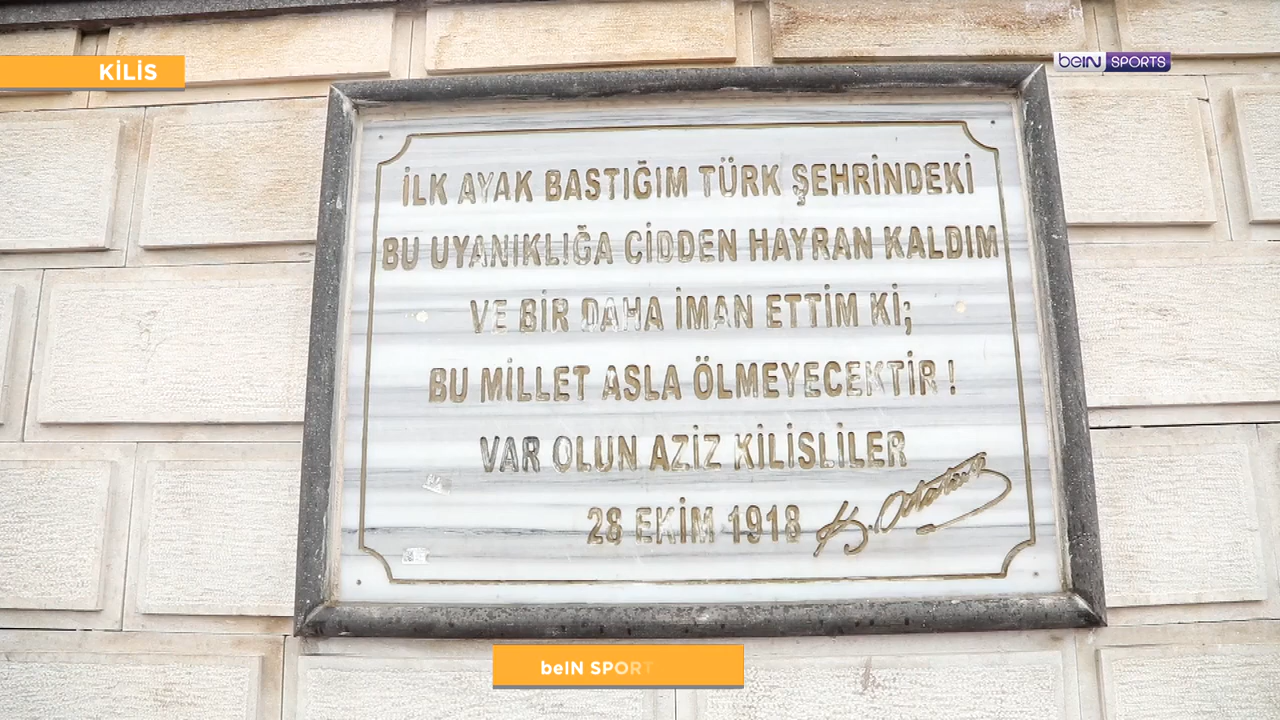 KİLİS
beIN SPORTS
İLK AYAK BASTIĞIM TÜRK ŞEHRİNDEKİ
BU UYANIKLIĞA CİDDEN HAYRAN KALDIM
VE BİR DAHA İMAN ETTİM Kİ;
BU MİLLET ASLA ÖLMEYECEKTİR !
VAR OLUN AZİZ KİLİSLİLER
28 EKİM 1918 K. Atatürk
beIN SPORT